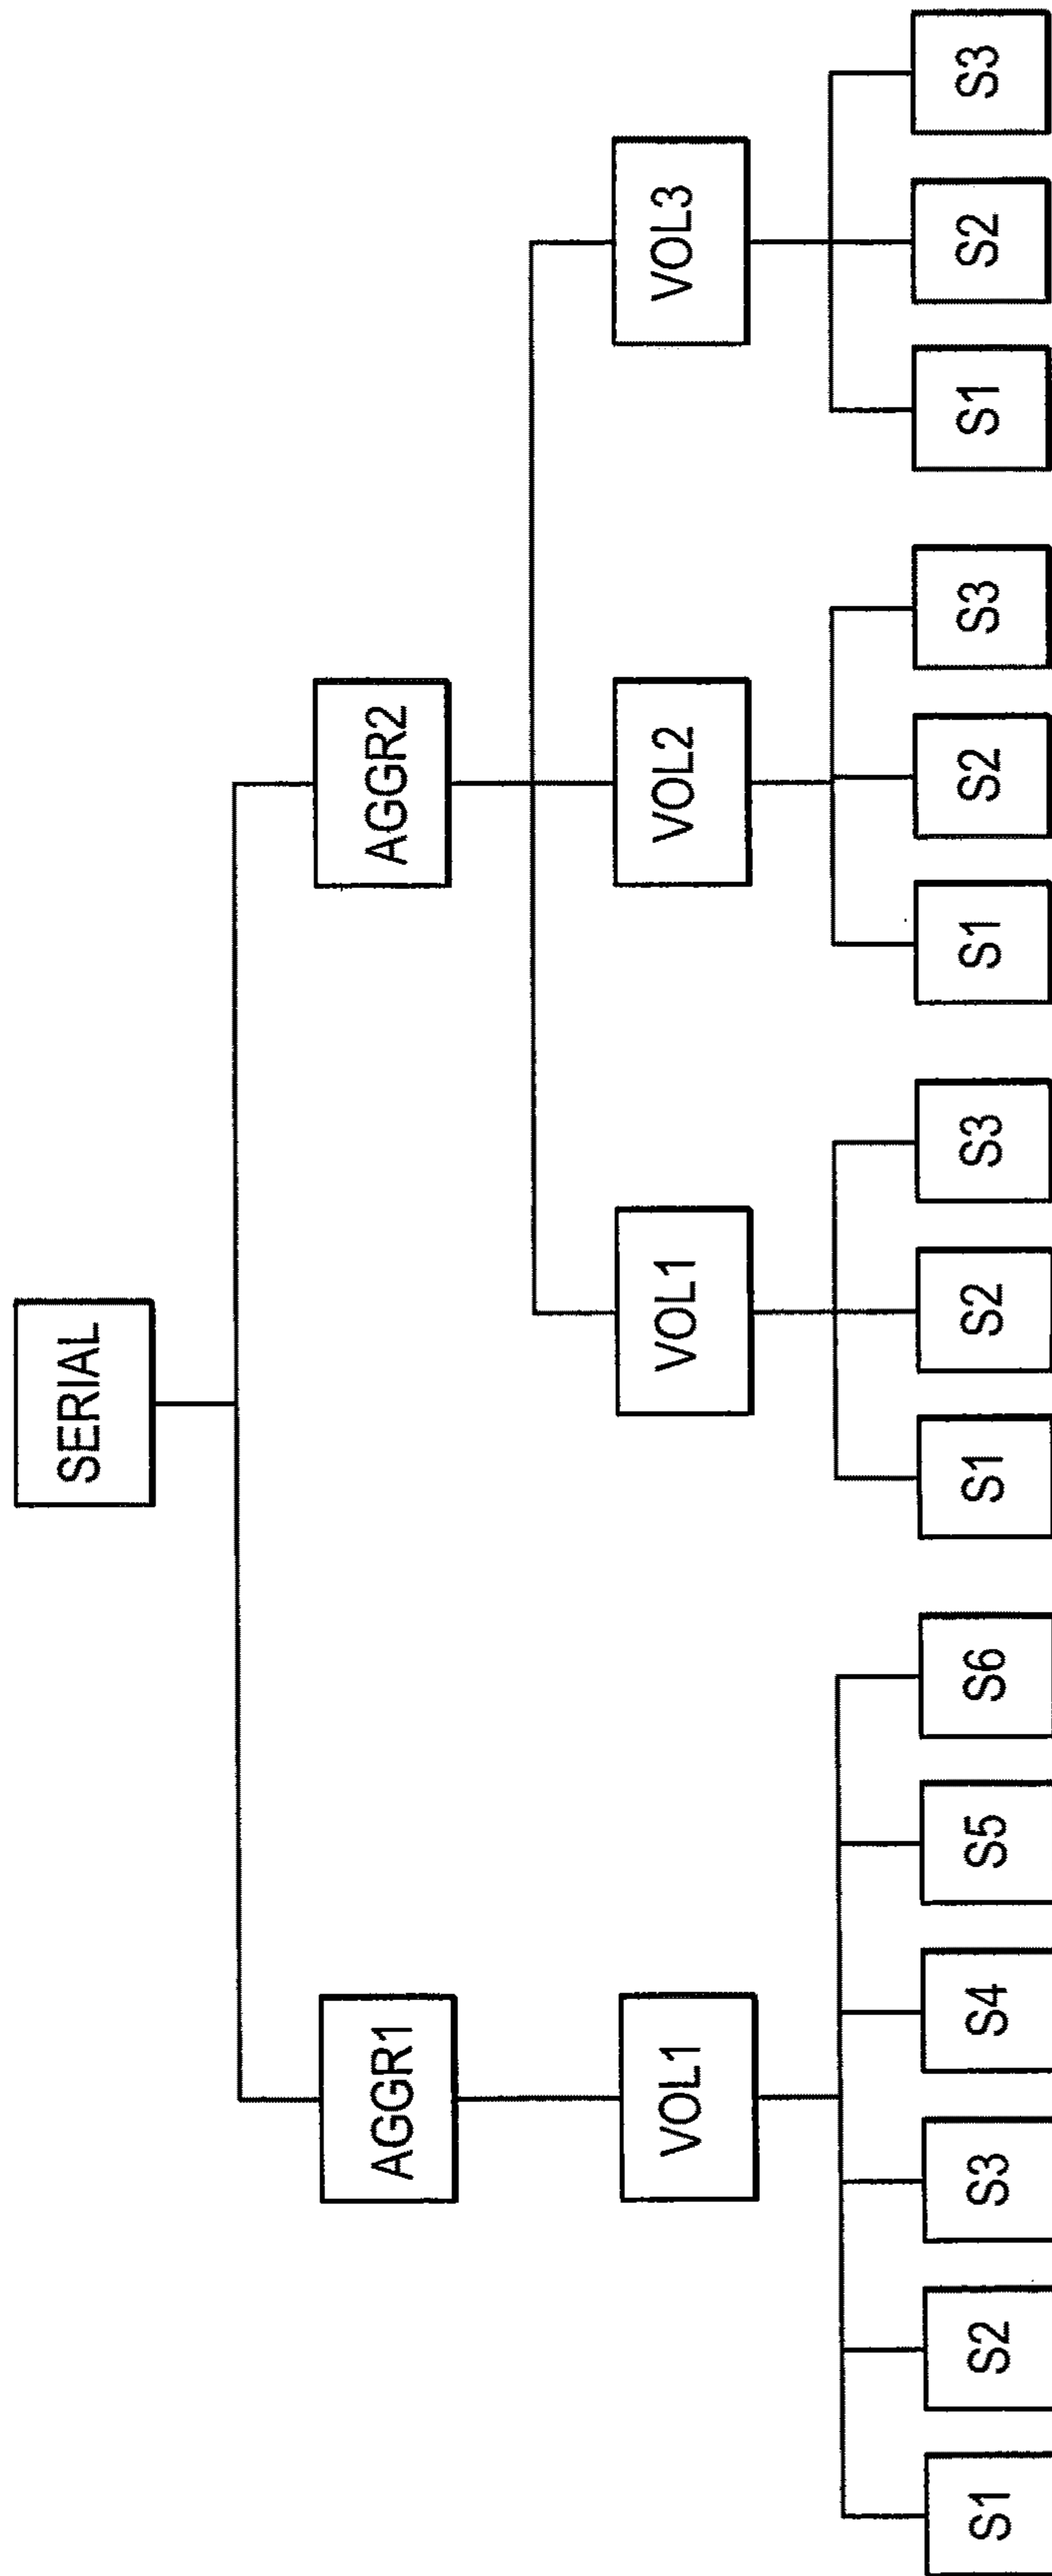 SERIAL
AGGR1
AGGR2
VOL1
VOL1
VOL2
VOL3
S1
S2
S3
S4
S5
S6
S1
S2
S3
S1
S2
S3
S1
S2
S3